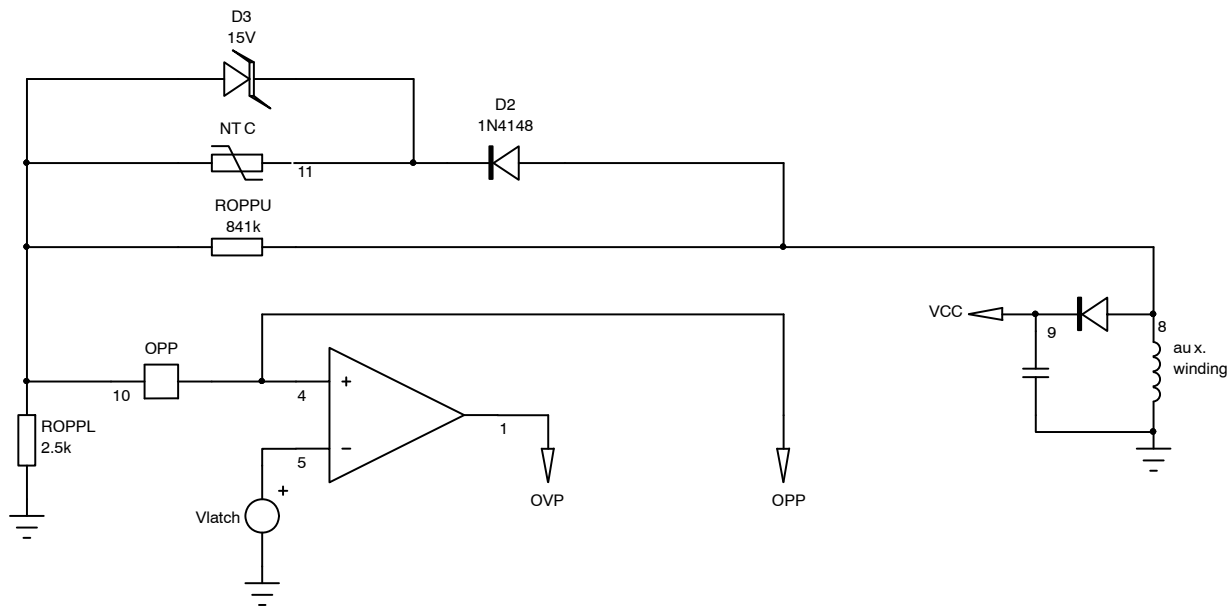 D3
15V
D2
1N4148
NTC
11
ROPPU
841k
VCC
9
8
aux.
winding
OPP
10
+
4
ROPPL
2.5k
1
−
5
+
Vlatch
OVP
OPP